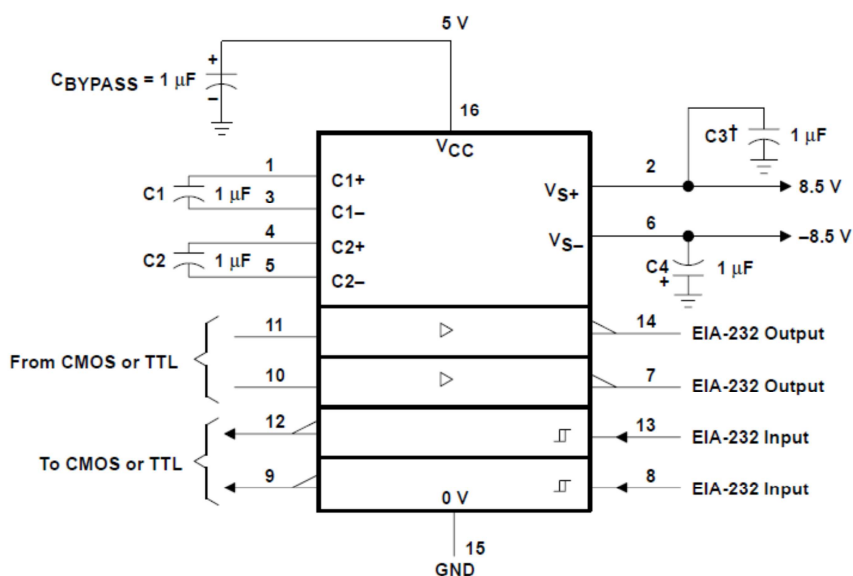 5 V
C_BYPASS = 1 µF
+
–
16
VCC
C3† 1 µF
1
C1 1 µF
3
C1+
C1–
VS+
2
8.5 V
4
C2 1 µF
5
C2+
C2–
VS–
6
–8.5 V
C4
+
1 µF
From CMOS or TTL
11
14
EIA-232 Output
10
7
EIA-232 Output
To CMOS or TTL
12
13
EIA-232 Input
9
8
EIA-232 Input
0 V
15
GND